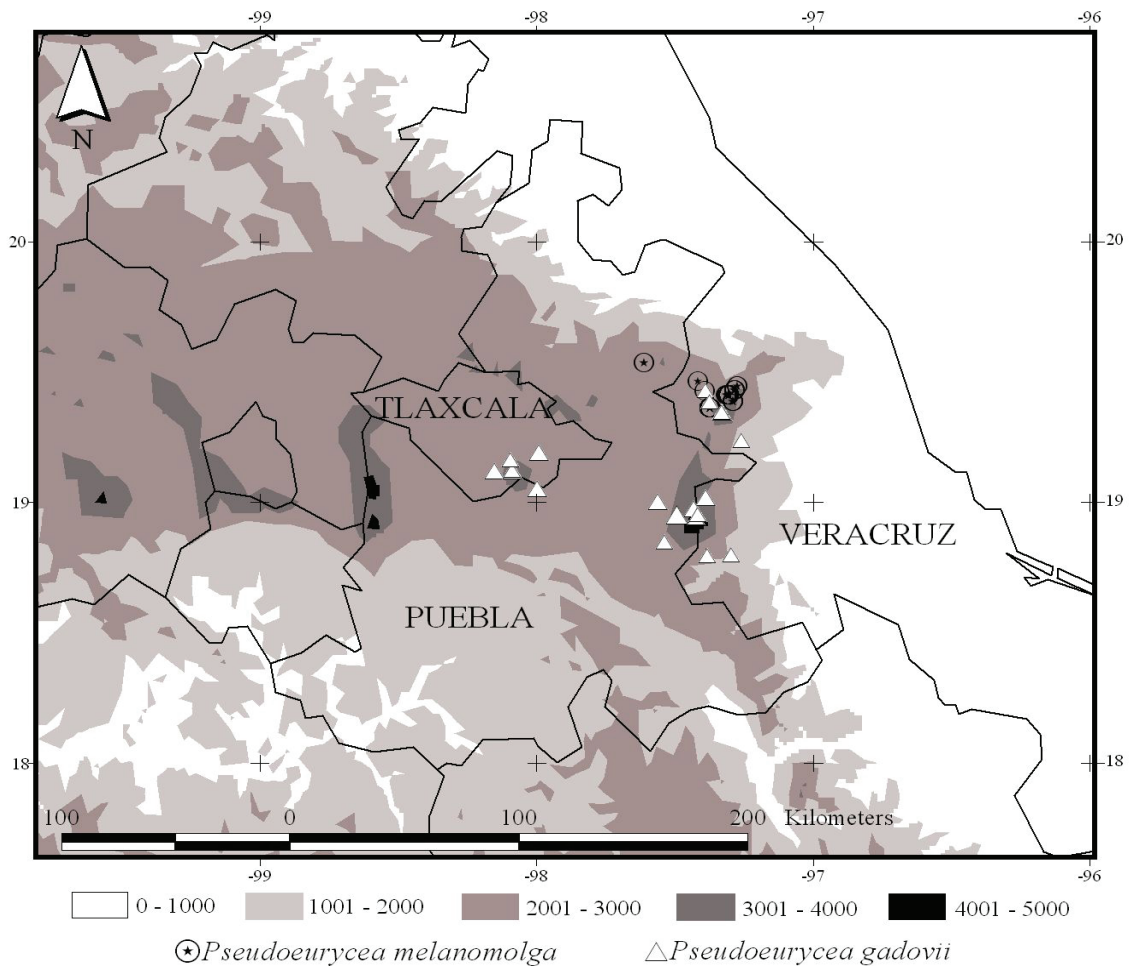 -99 -98 -97 -96
N
20 20
TLAXCALA
19 19
VERACRUZ
PUEBLA
18 18
100 0 100 200 Kilometers
-99 -98 -97 -96
0 - 1000 1001 - 2000 2001 - 3000 3001 - 4000 4001 - 5000
Pseudoeurycea melanomolga Pseudoeurycea gadovii